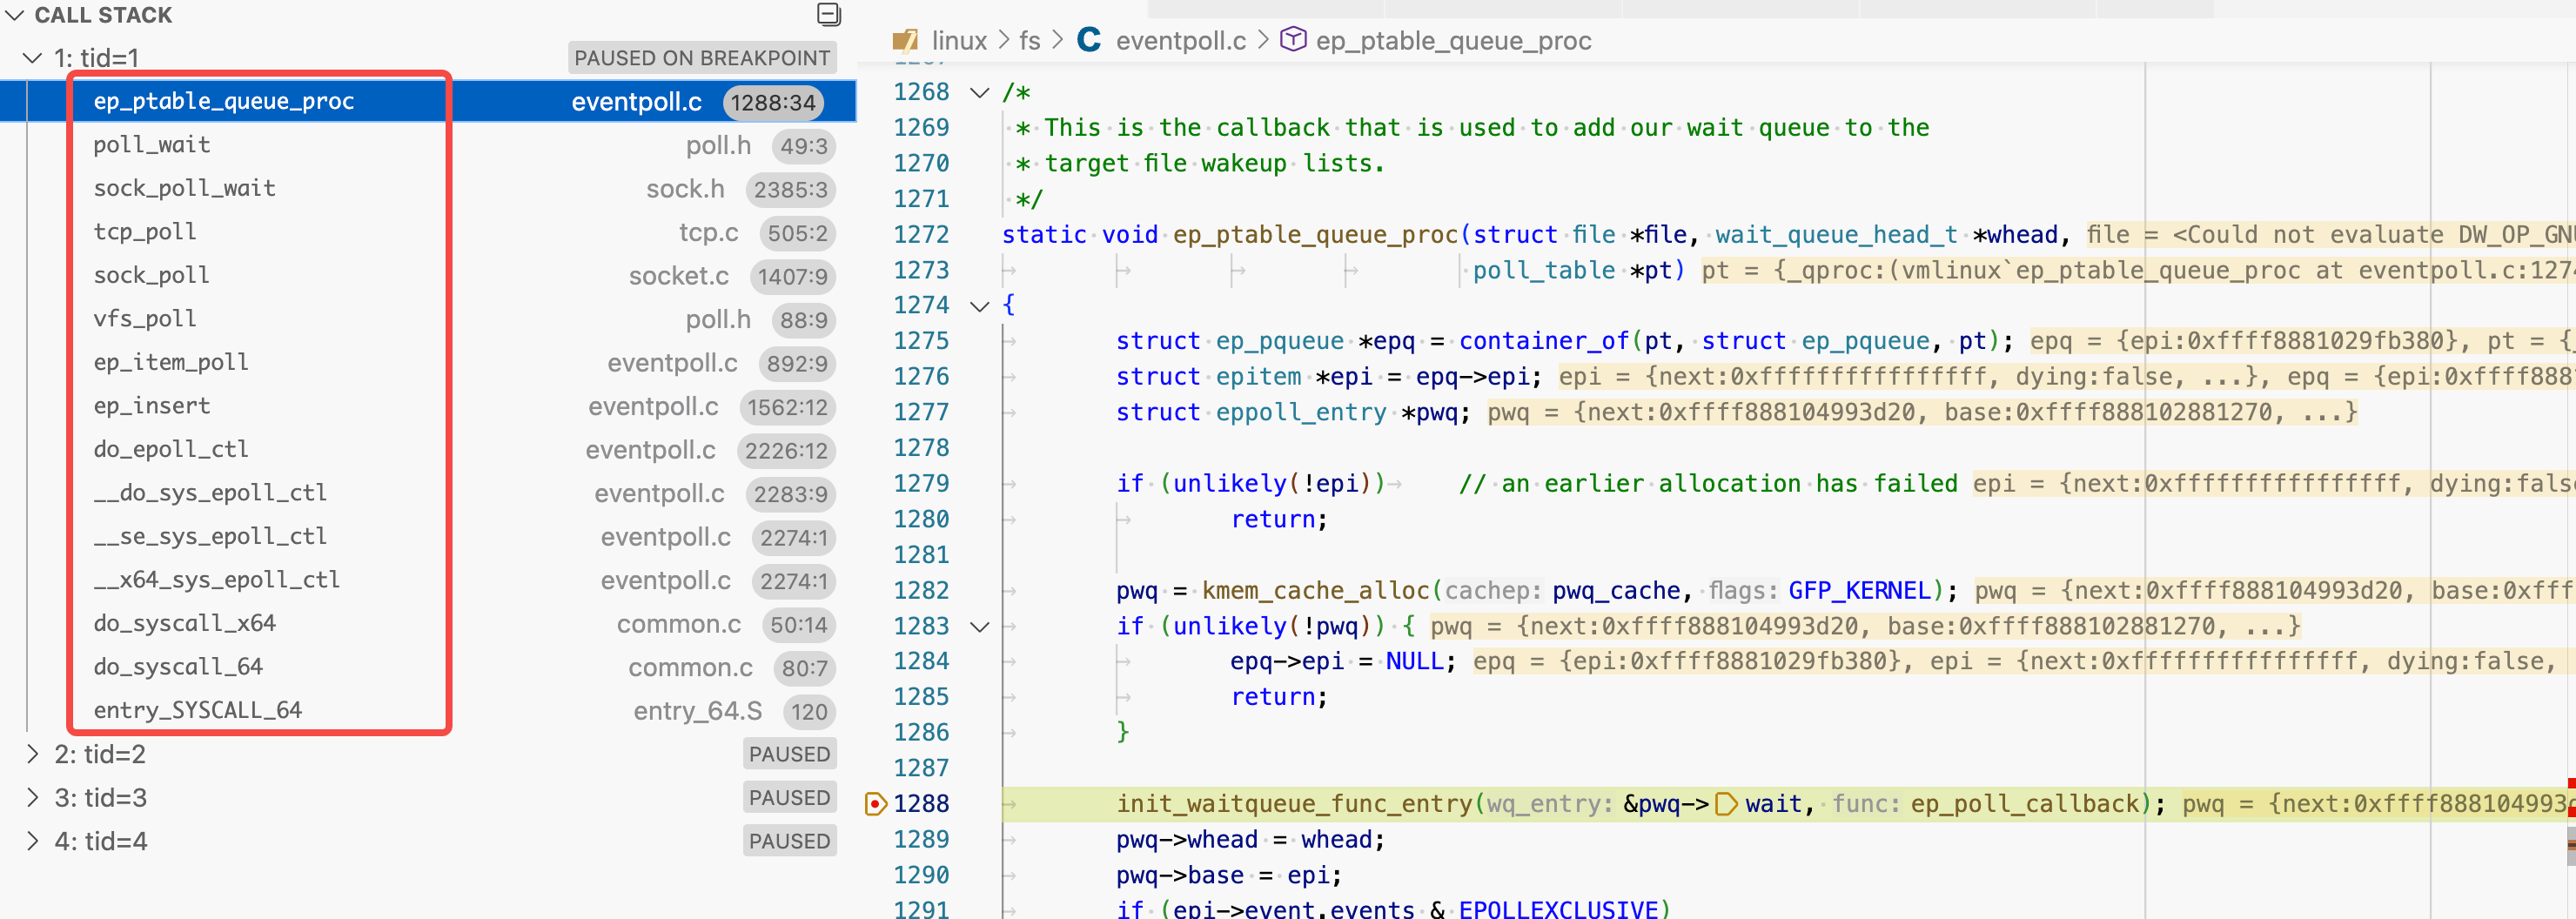 CALL STACK
1: tid=1 PAUSED ON BREAKPOINT
ep_ptable_queue_proc eventpoll.c 1288:34
poll_wait poll.h 49:3
sock_poll_wait sock.h 2385:3
tcp_poll tcp.c 505:2
sock_poll socket.c 1407:9
vfs_poll poll.h 88:9
ep_item_poll eventpoll.c 892:9
ep_insert eventpoll.c 1562:12
do_epoll_ctl eventpoll.c 2226:12
__do_sys_epoll_ctl eventpoll.c 2283:9
__se_sys_epoll_ctl eventpoll.c 2274:1
__x64_sys_epoll_ctl eventpoll.c 2274:1
do_syscall_x64 common.c 50:14
do_syscall_64 common.c 80:7
entry_SYSCALL_64 entry_64.S 120
2: tid=2 PAUSED
3: tid=3 PAUSED
4: tid=4 PAUSED
linux > fs > C eventpoll.c > ep_ptable_queue_proc
1268 /*
1269 * This is the callback that is used to add our wait queue to the
1270 * target file wakeup lists.
1271 */
1272 static void ep_ptable_queue_proc(struct file *file, wait_queue_head_t *whead, file = <Could not evaluate DW_OP_GNU
1273 poll_table *pt) pt = {_qproc:(vmlinux`ep_ptable_queue_proc at eventpoll.c:1274
1274 {
1275 struct ep_pqueue *epq = container_of(pt, struct ep_pqueue, pt); epq = {epi:0xffff8881029fb380}, pt = {_
1276 struct epitem *epi = epq->epi; epi = {next:0xffffffffffffffff, dying:false, ...}, epq = {epi:0xffff888
1277 struct eppoll_entry *pwq; pwq = {next:0xffff888104993d20, base:0xffff888102881270, ...}
1278
1279 if (unlikely(!epi)) // an earlier allocation has failed epi = {next:0xffffffffffffffff, dying:false
1280 return;
1281
1282 pwq = kmem_cache_alloc(cachep: pwq_cache, flags: GFP_KERNEL); pwq = {next:0xffff888104993d20, base:0xfff
1283 if (unlikely(!pwq)) { pwq = {next:0xffff888104993d20, base:0xffff888102881270, ...}
1284 epq->epi = NULL; epq = {epi:0xffff8881029fb380}, epi = {next:0xffffffffffffffff, dying:false,
1285 return;
1286 }
1287
1288 init_waitqueue_func_entry(wq_entry: &pwq->wait, func: ep_poll_callback); pwq = {next:0xffff888104993d
1289 pwq->whead = whead;
1290 pwq->base = epi;
1291 if (epi->event.events & EPOLLEXCLUSIVE)